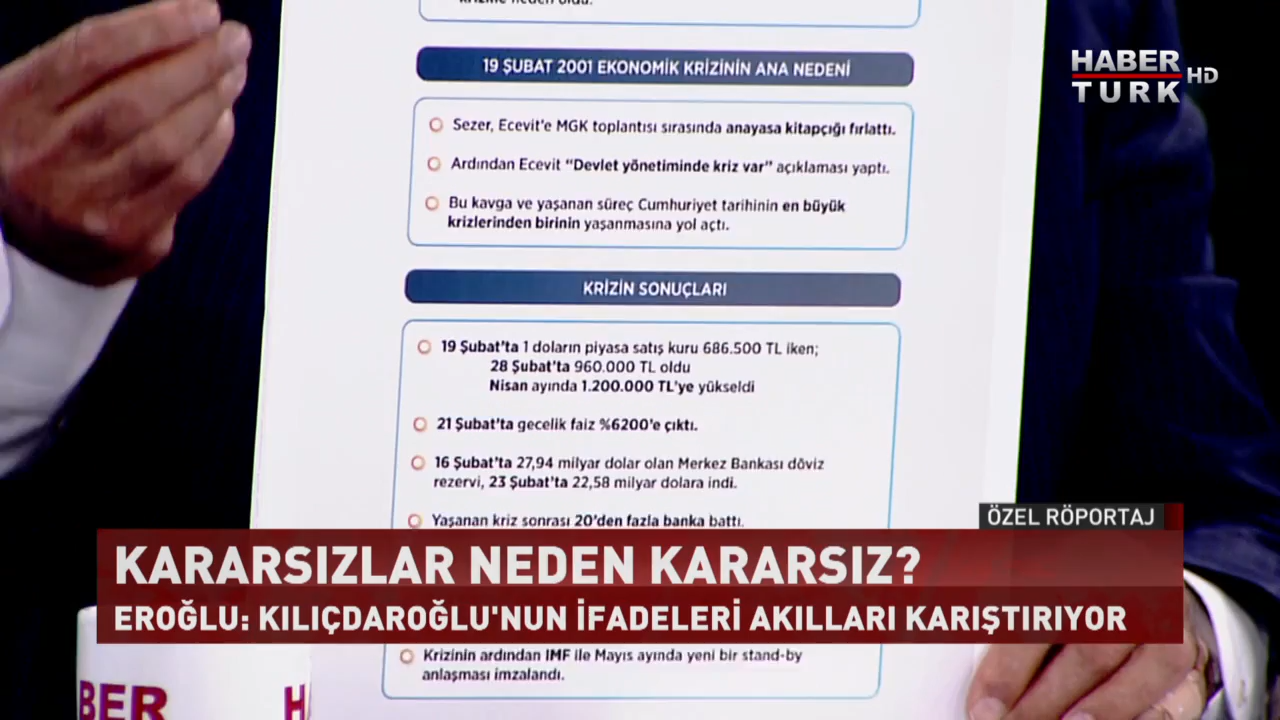 krizine neden oldu.
19 ŞUBAT 2001 EKONOMİK KRİZİNİN ANA NEDENİ
Sezer, Ecevit'e MGK toplantısı sırasında anayasa kitapçığı fırlattı.
Ardından Ecevit “Devlet yönetiminde kriz var” açıklaması yaptı.
Bu kavga ve yaşanan süreç Cumhuriyet tarihinin en büyük
krizlerinden birinin yaşanmasına yol açtı.
KRİZİN SONUÇLARI
19 Şubat'ta 1 doların piyasa satış kuru 686.500 TL iken;
28 Şubat'ta 960.000 TL oldu
Nisan ayında 1.200.000 TL'ye yükseldi
21 Şubat'ta gecelik faiz %6200'e çıktı.
16 Şubat'ta 27,94 milyar dolar olan Merkez Bankası döviz
rezervi, 23 Şubat'ta 22,58 milyar dolara indi.
Yaşanan kriz sonrası 20'den fazla banka battı.
Krizinin ardından IMF ile Mayıs ayında yeni bir stand-by
anlaşması imzalandı.
HABER
TURK HD
ÖZEL RÖPORTAJ
KARARSIZLAR NEDEN KARARSIZ?
EROĞLU: KILIÇDAROĞLU'NUN İFADELERİ AKILLARI KARIŞTIRIYOR
BER H